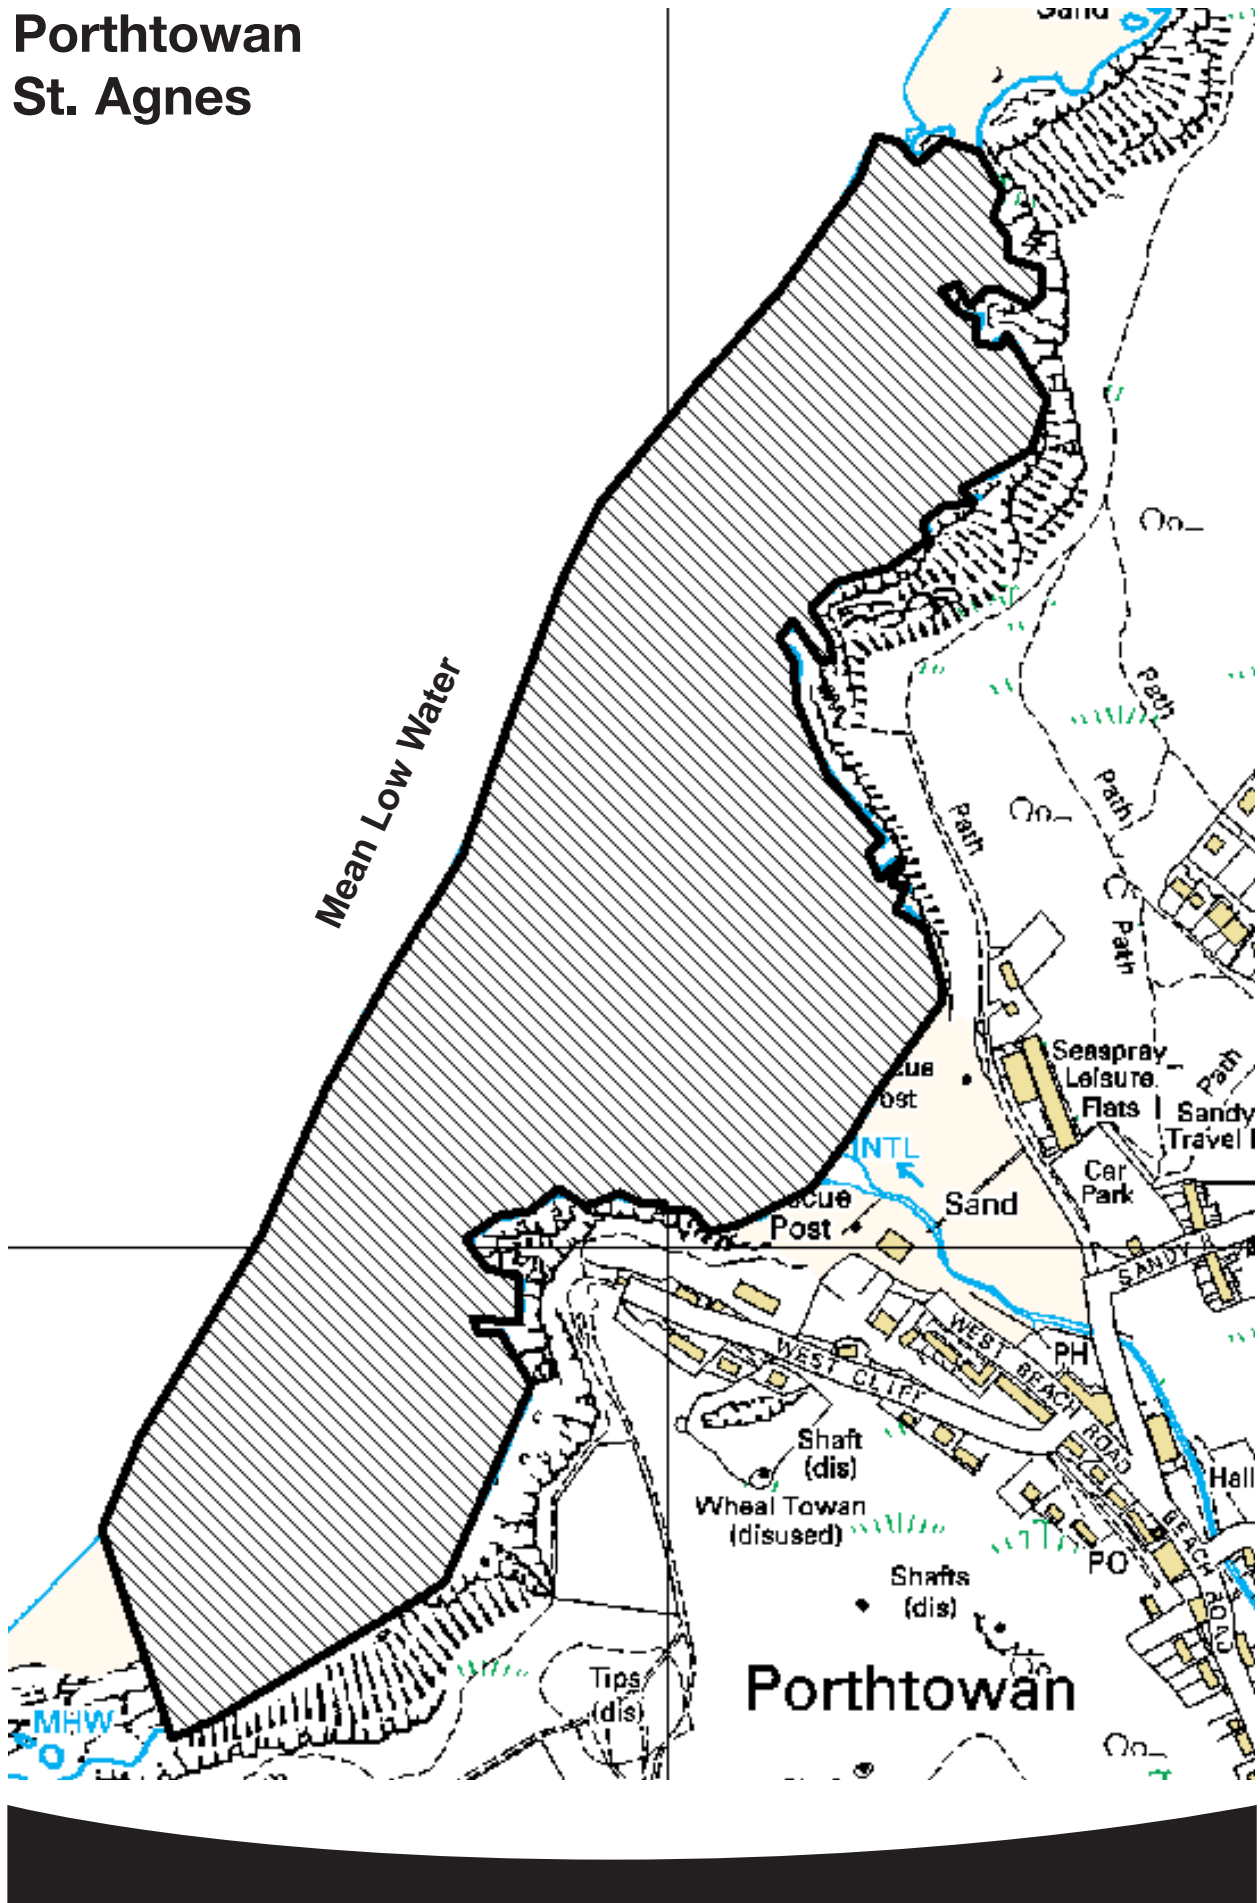 Porthtowan
St. Agnes
Sand
Mean Low Water
Path
Path
Path
Path
Path
Seaspray
Leisure
Flats
Sandy
Travel
Car
Park
Post
Sand
SANDY
WEST CLIFF
WEST BEACH ROAD
PH
Shaft
(dis)
Wheal Towan
(disused)
Hall
BEACH ROAD
PO
Shafts
(dis)
Tips
(dis)
Porthtowan
MHW